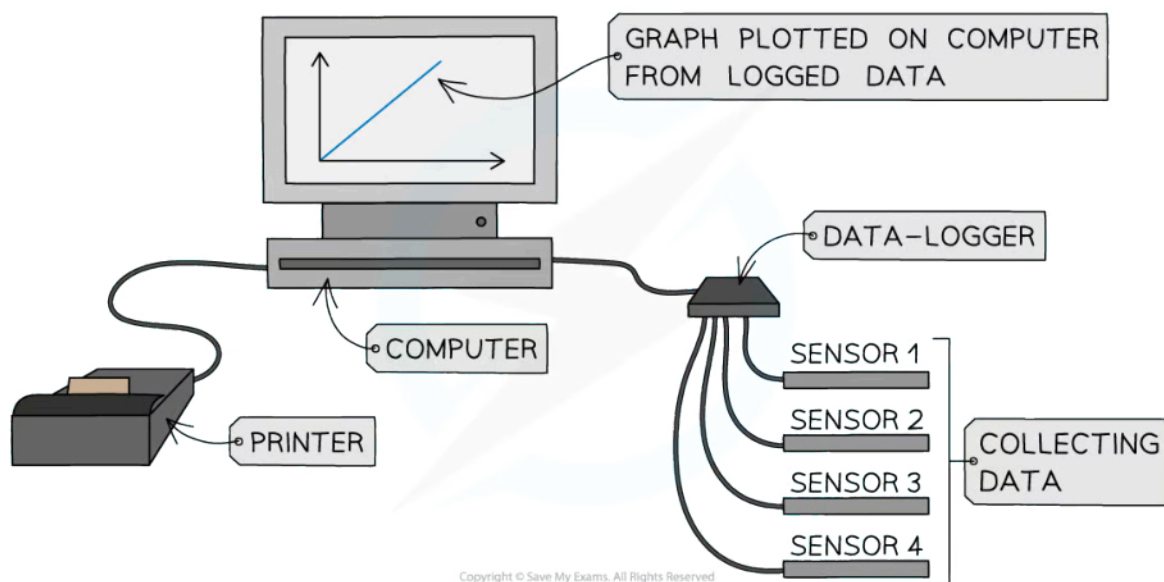 GRAPH PLOTTED ON COMPUTER
FROM LOGGED DATA
DATA-LOGGER
COMPUTER
SENSOR 1
PRINTER
SENSOR 2
COLLECTING
DATA
SENSOR 3
SENSOR 4
Copyright © Save My Exams. All Rights Reserved